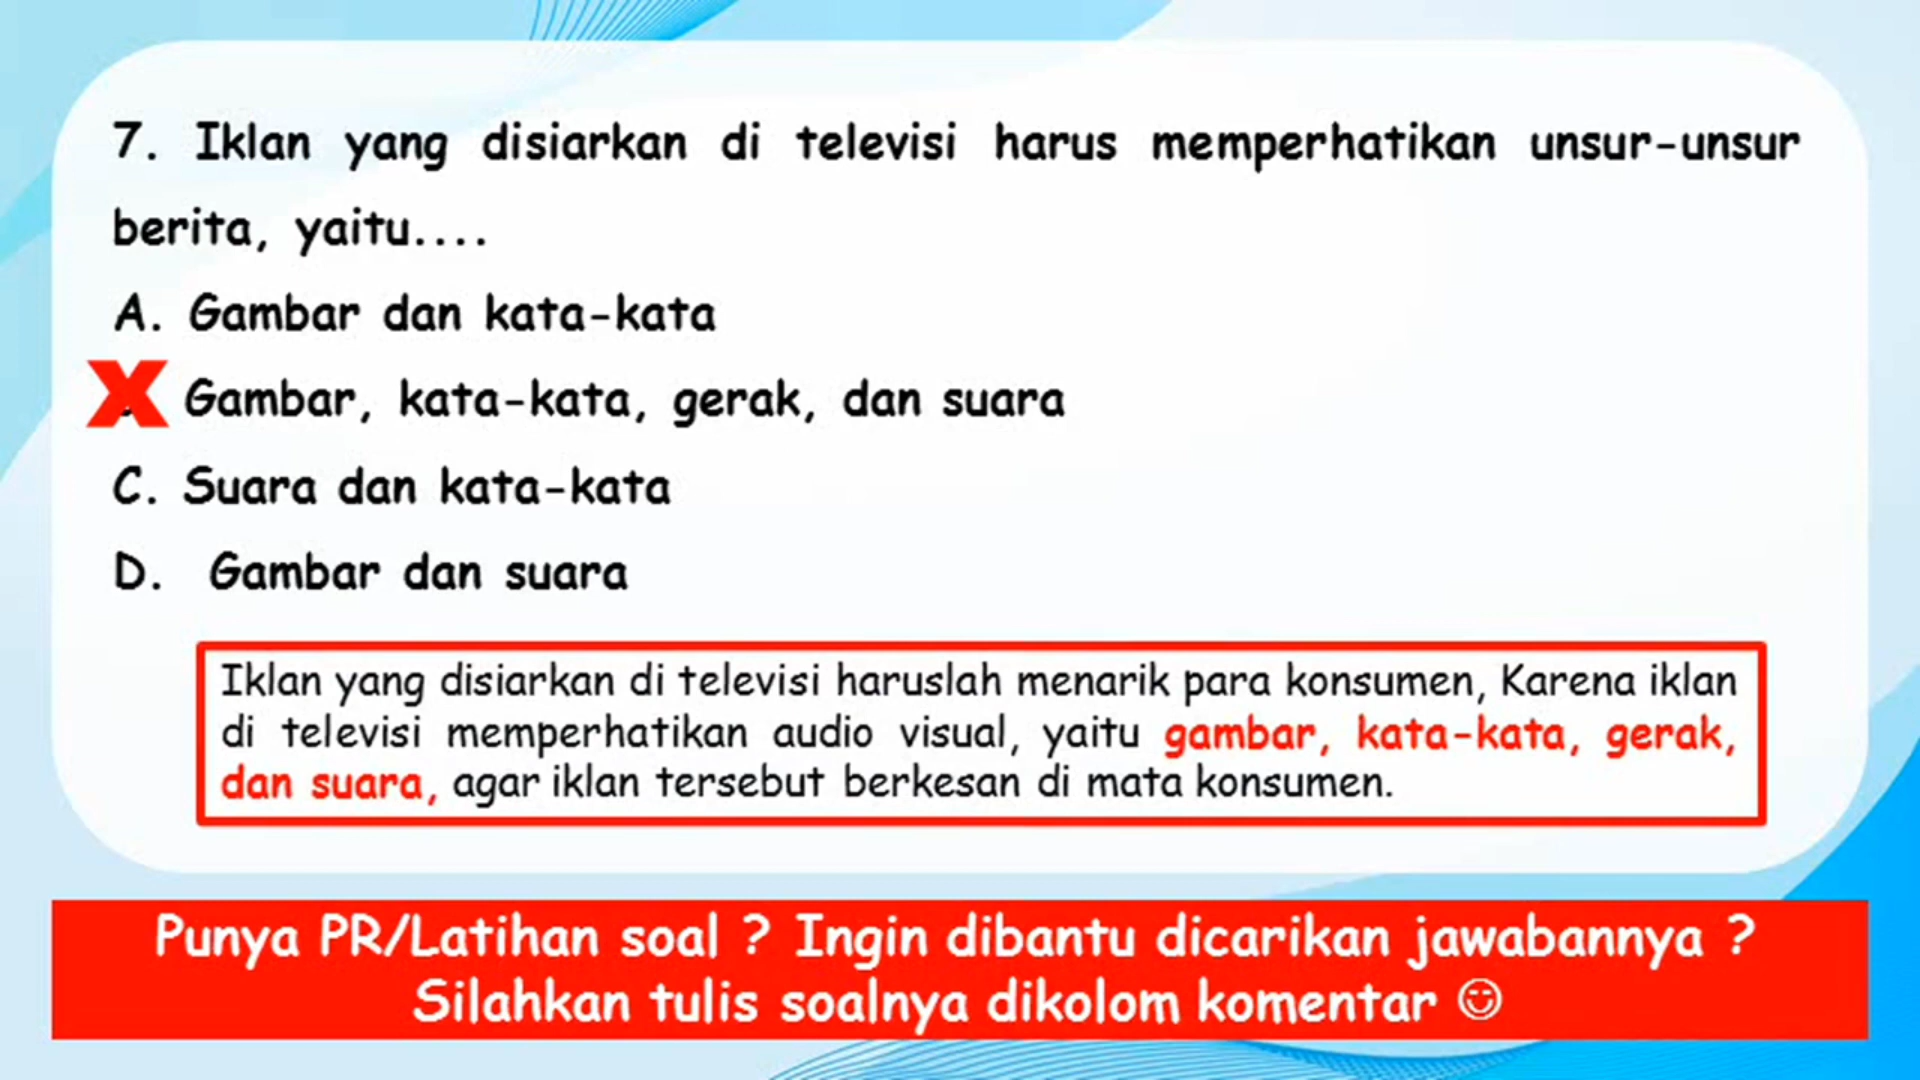 7. Iklan yang disiarkan di televisi harus memperhatikan unsur-unsur
berita, yaitu....
A. Gambar dan kata-kata
X Gambar, kata-kata, gerak, dan suara
C. Suara dan kata-kata
D. Gambar dan suara
Iklan yang disiarkan di televisi haruslah menarik para konsumen, Karena iklan
di televisi memperhatikan audio visual, yaitu gambar, kata-kata, gerak,
dan suara, agar iklan tersebut berkesan di mata konsumen.
Punya PR/Latihan soal ? Ingin dibantu dicarikan jawabannya ?
Silahkan tulis soalnya dikolom komentar ☺